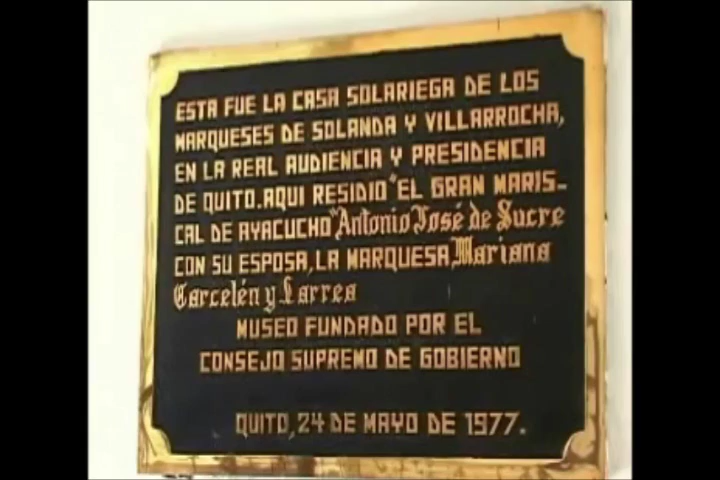 ESTA FUE LA CASA SOLARIEGA DE LOS
MARQUESES DE SOLANDA Y VILLARROCHA,
EN LA REAL AUDIENCIA Y PRESIDENCIA
DE QUITO. AQUI RESIDIO "EL GRAN MARIS-
CAL DE AYACUCHO" Antonio José de Sucre
CON SU ESPOSA, LA MARQUESA Mariana
Carcelén y Larrea
MUSEO FUNDADO POR EL
CONSEJO SUPREMO DE GOBIERNO
QUITO, 24 DE MAYO DE 1977.